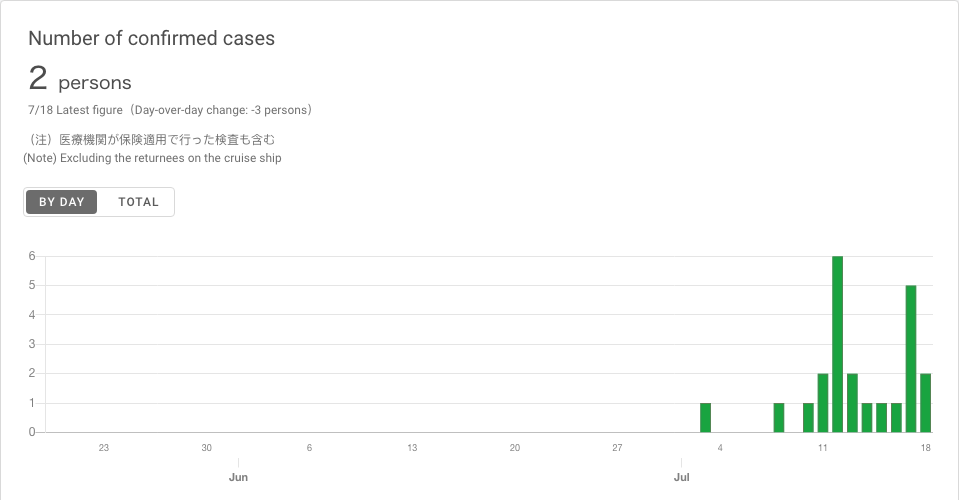 Number of confirmed cases
2 persons
7/18 Latest figure（Day-over-day change: -3 persons）
（注）医療機関が保険適用で行った検査も含む
(Note) Excluding the returnees on the cruise ship
BY DAY TOTAL
6
5
4
3
2
1
0
23 30 6 13 20 27 4 11 18
Jun Jul